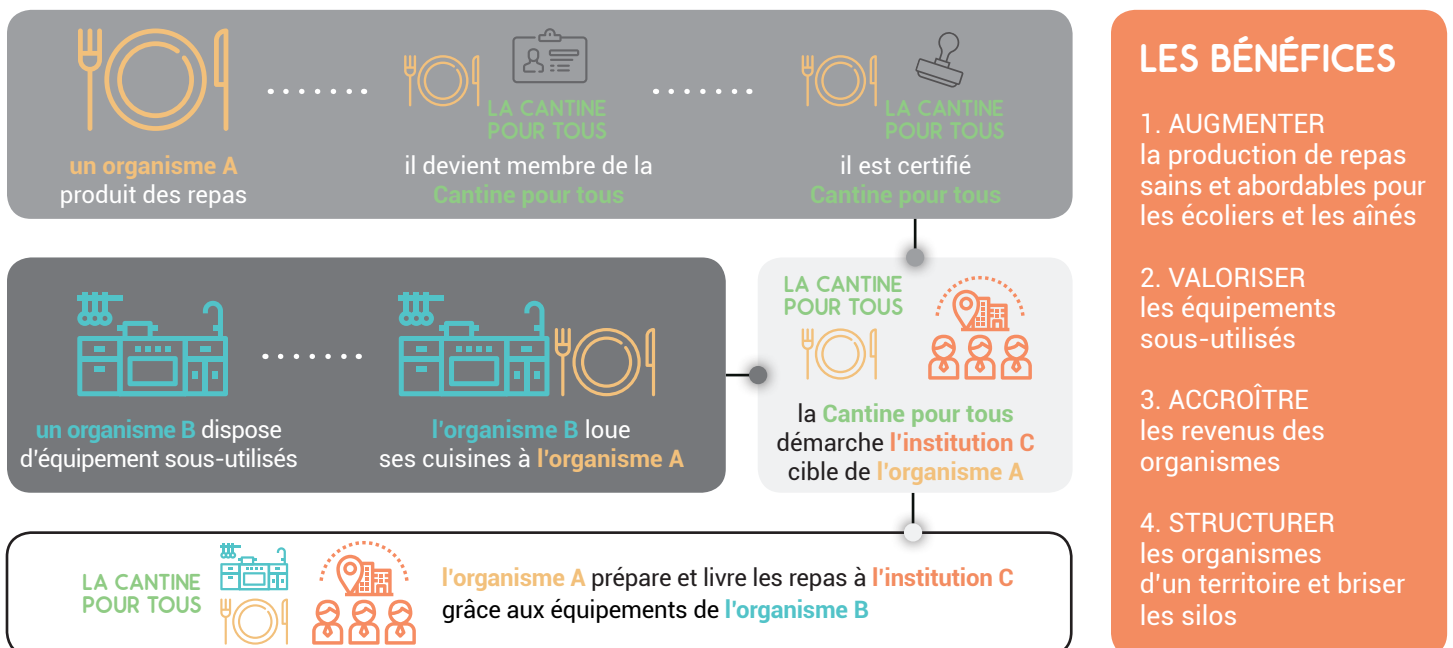 LA CANTINE
POUR TOUS
LA CANTINE
POUR TOUS
un organisme A
produit des repas
il devient membre de la
Cantine pour tous
il est certifié
Cantine pour tous
un organisme B dispose
d'équipement sous-utilisés
l'organisme B loue
ses cuisines à l'organisme A
LA CANTINE
POUR TOUS
la Cantine pour tous
démarche l'institution C
cible de l'organisme A
LA CANTINE
POUR TOUS
l'organisme A prépare et livre les repas à l'institution C
grâce aux équipements de l'organisme B
LES BÉNÉFICES
1. AUGMENTER
la production de repas
sains et abordables pour
les écoliers et les aînés
2. VALORISER
les équipements
sous-utilisés
3. ACCROÎTRE
les revenus des
organismes
4. STRUCTURER
les organismes
d'un territoire et briser
les silos